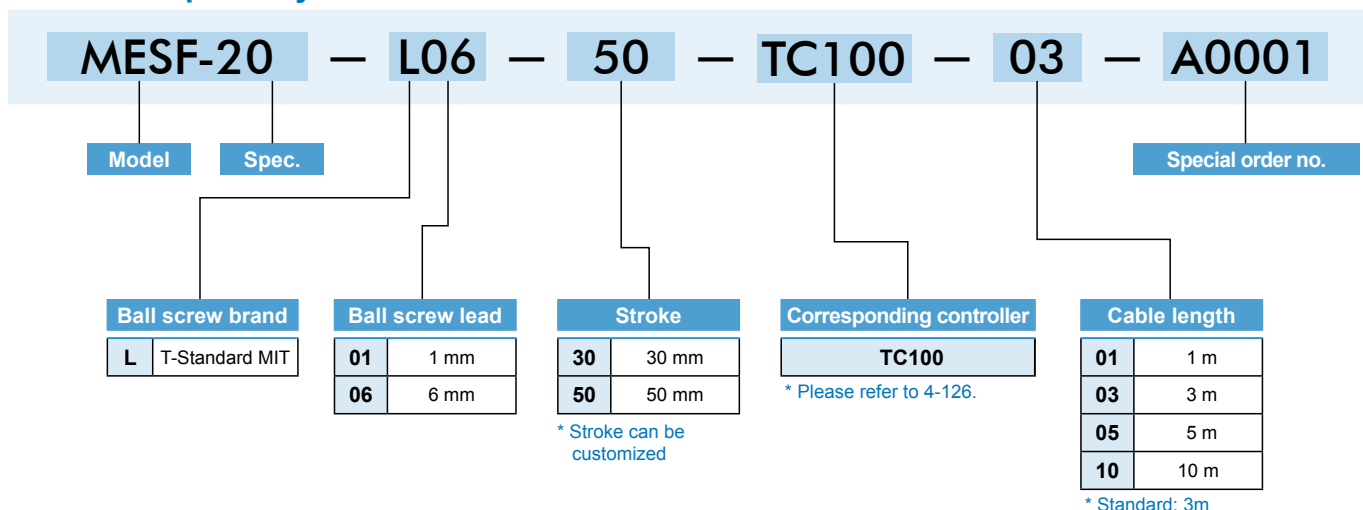 MESF-20 – L06 – 50 – TC100 – 03 – A0001
Model Spec. Special order no.
Ball screw brand
L T-Standard MIT
Ball screw lead
01 1 mm
06 6 mm
Stroke
30 30 mm
50 50 mm
* Stroke can be
customized
Corresponding controller
TC100
* Please refer to 4-126.
Cable length
01 1 m
03 3 m
05 5 m
10 10 m
* Standard: 3m